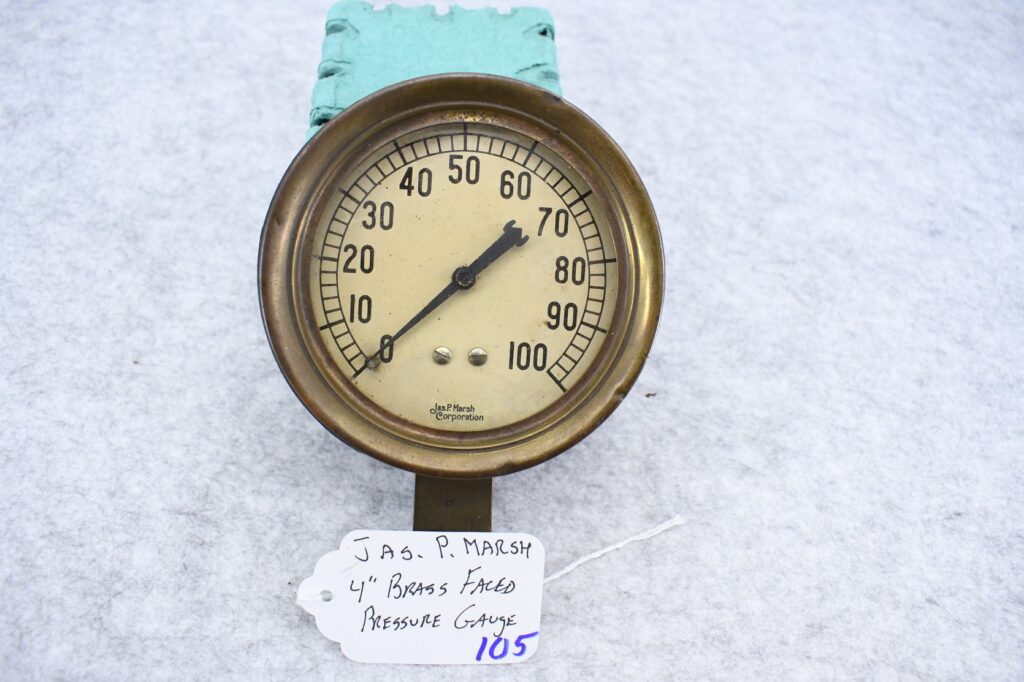 0
10
20
30
40
50
60
70
80
90
100
Jas. P. Marsh
Corporation
JAS. P. MARSH
4" BRASS FACED
PRESSURE GAUGE
105